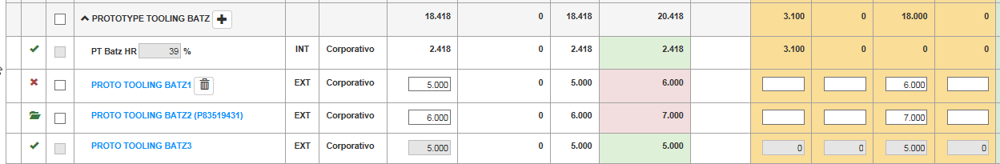 PROTOTYPE TOOLING BATZ 18.418 0 18.418 20.418 3.100 0 18.000 0
PT Batz HR 39 % INT Corporativo 2.418 0 2.418 2.418 3.100 0 0 0
PROTO TOOLING BATZ1 EXT Corporativo 5.000 0 5.000 6.000 6.000
PROTO TOOLING BATZ2 (P83519431) EXT Corporativo 6.000 0 6.000 7.000 7.000
PROTO TOOLING BATZ3 EXT Corporativo 5.000 0 5.000 5.000 0 0 5.000 0